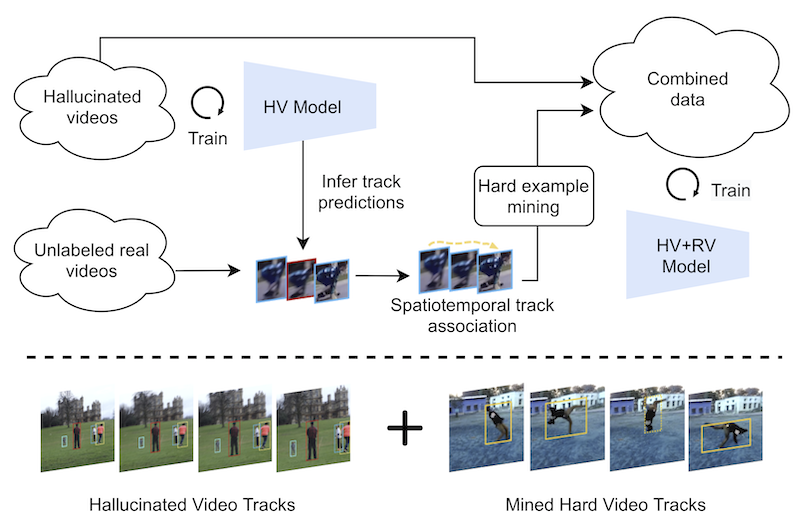 Hallucinated
videos
Train
HV Model
Combined
data
Infer track
predictions
Hard example
mining
Train
Unlabeled real
videos
HV+RV
Model
Spatiotemporal track
association
Hallucinated Video Tracks
Mined Hard Video Tracks